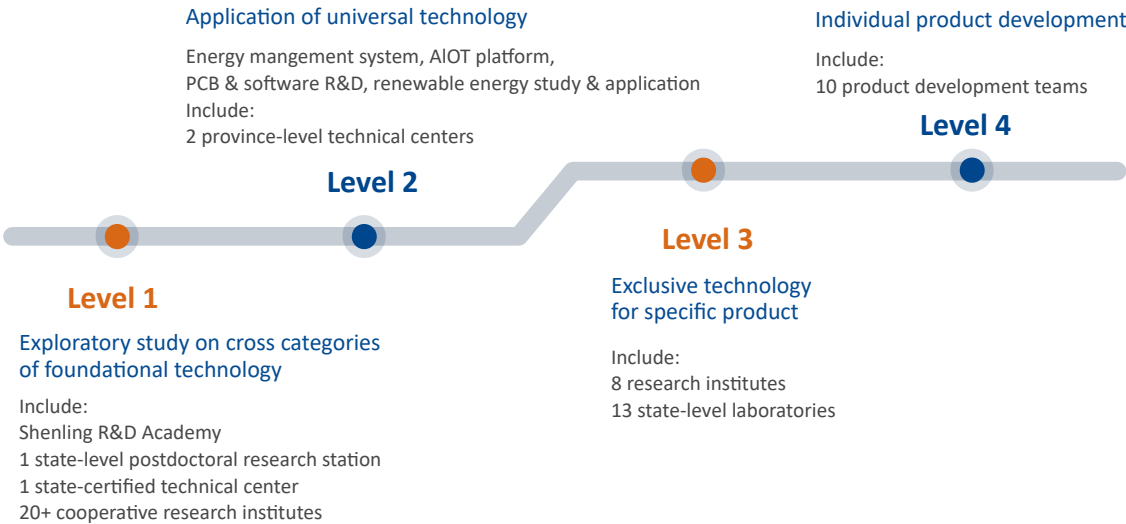 Level 1
Exploratory study on cross categories
of foundational technology
Include:
Shenling R&D Academy
1 state-level postdoctoral research station
1 state-certified technical center
20+ cooperative research institutes
Application of universal technology
Energy mangement system, AIOT platform,
PCB & software R&D, renewable energy study & application
Include:
2 province-level technical centers
Level 2
Level 3
Exclusive technology
for specific product
Include:
8 research institutes
13 state-level laboratories
Individual product development
Include:
10 product development teams
Level 4